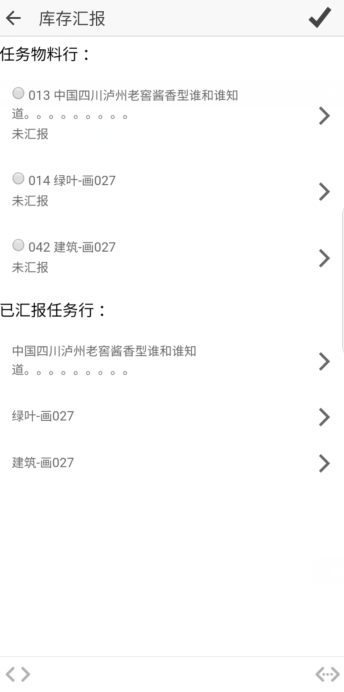 库存汇报
任务物料行：
013 中国四川泸州老窖酱香型谁和谁知
道。。。。。。。。。
未汇报
014 绿叶-画027
未汇报
042 建筑-画027
未汇报
已汇报任务行：
中国四川泸州老窖酱香型谁和谁知
道。。。。。。。。。
绿叶-画027
建筑-画027